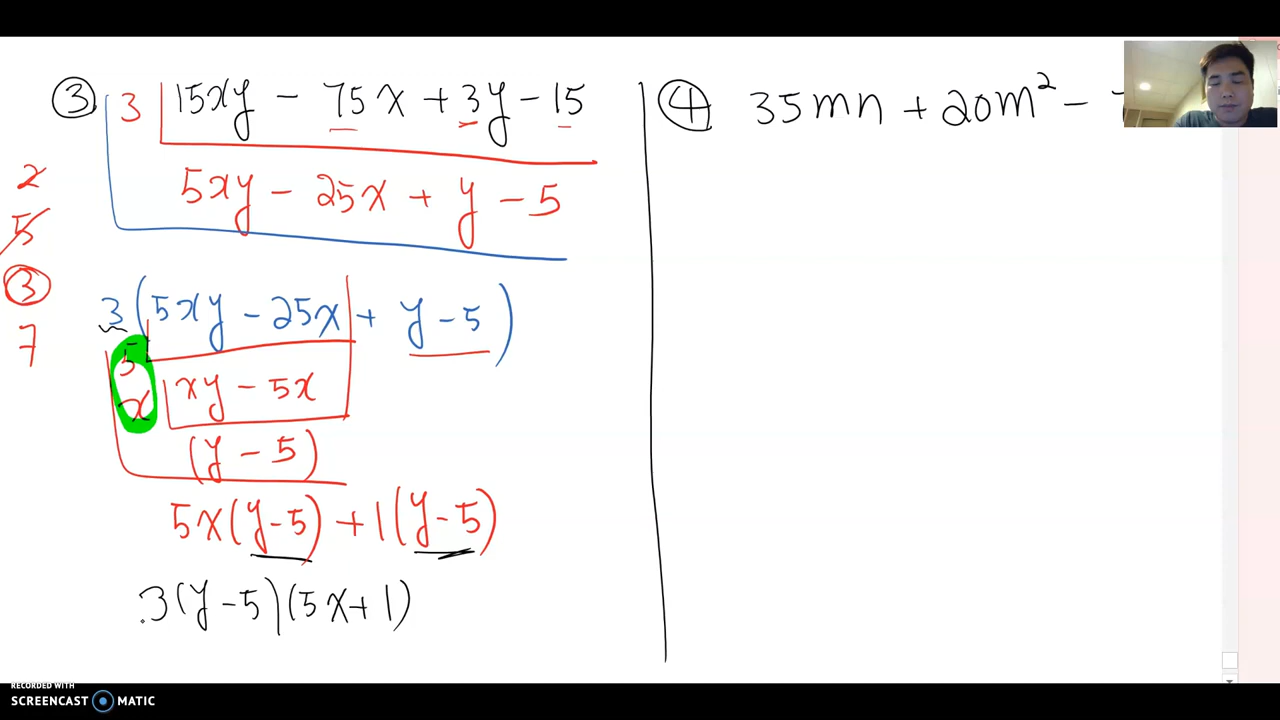 ③ 3 15xy - 75x + 3y - 15
5xy - 25x + y - 5
2
5
③
7
3(5xy - 25x + y - 5)
5
x xy - 5x
(y - 5)
5x(y-5) + 1(y-5)
3(y-5)(5x+1)
④ 35mn + 20m² -
RECORDED WITH
SCREENCAST MATIC